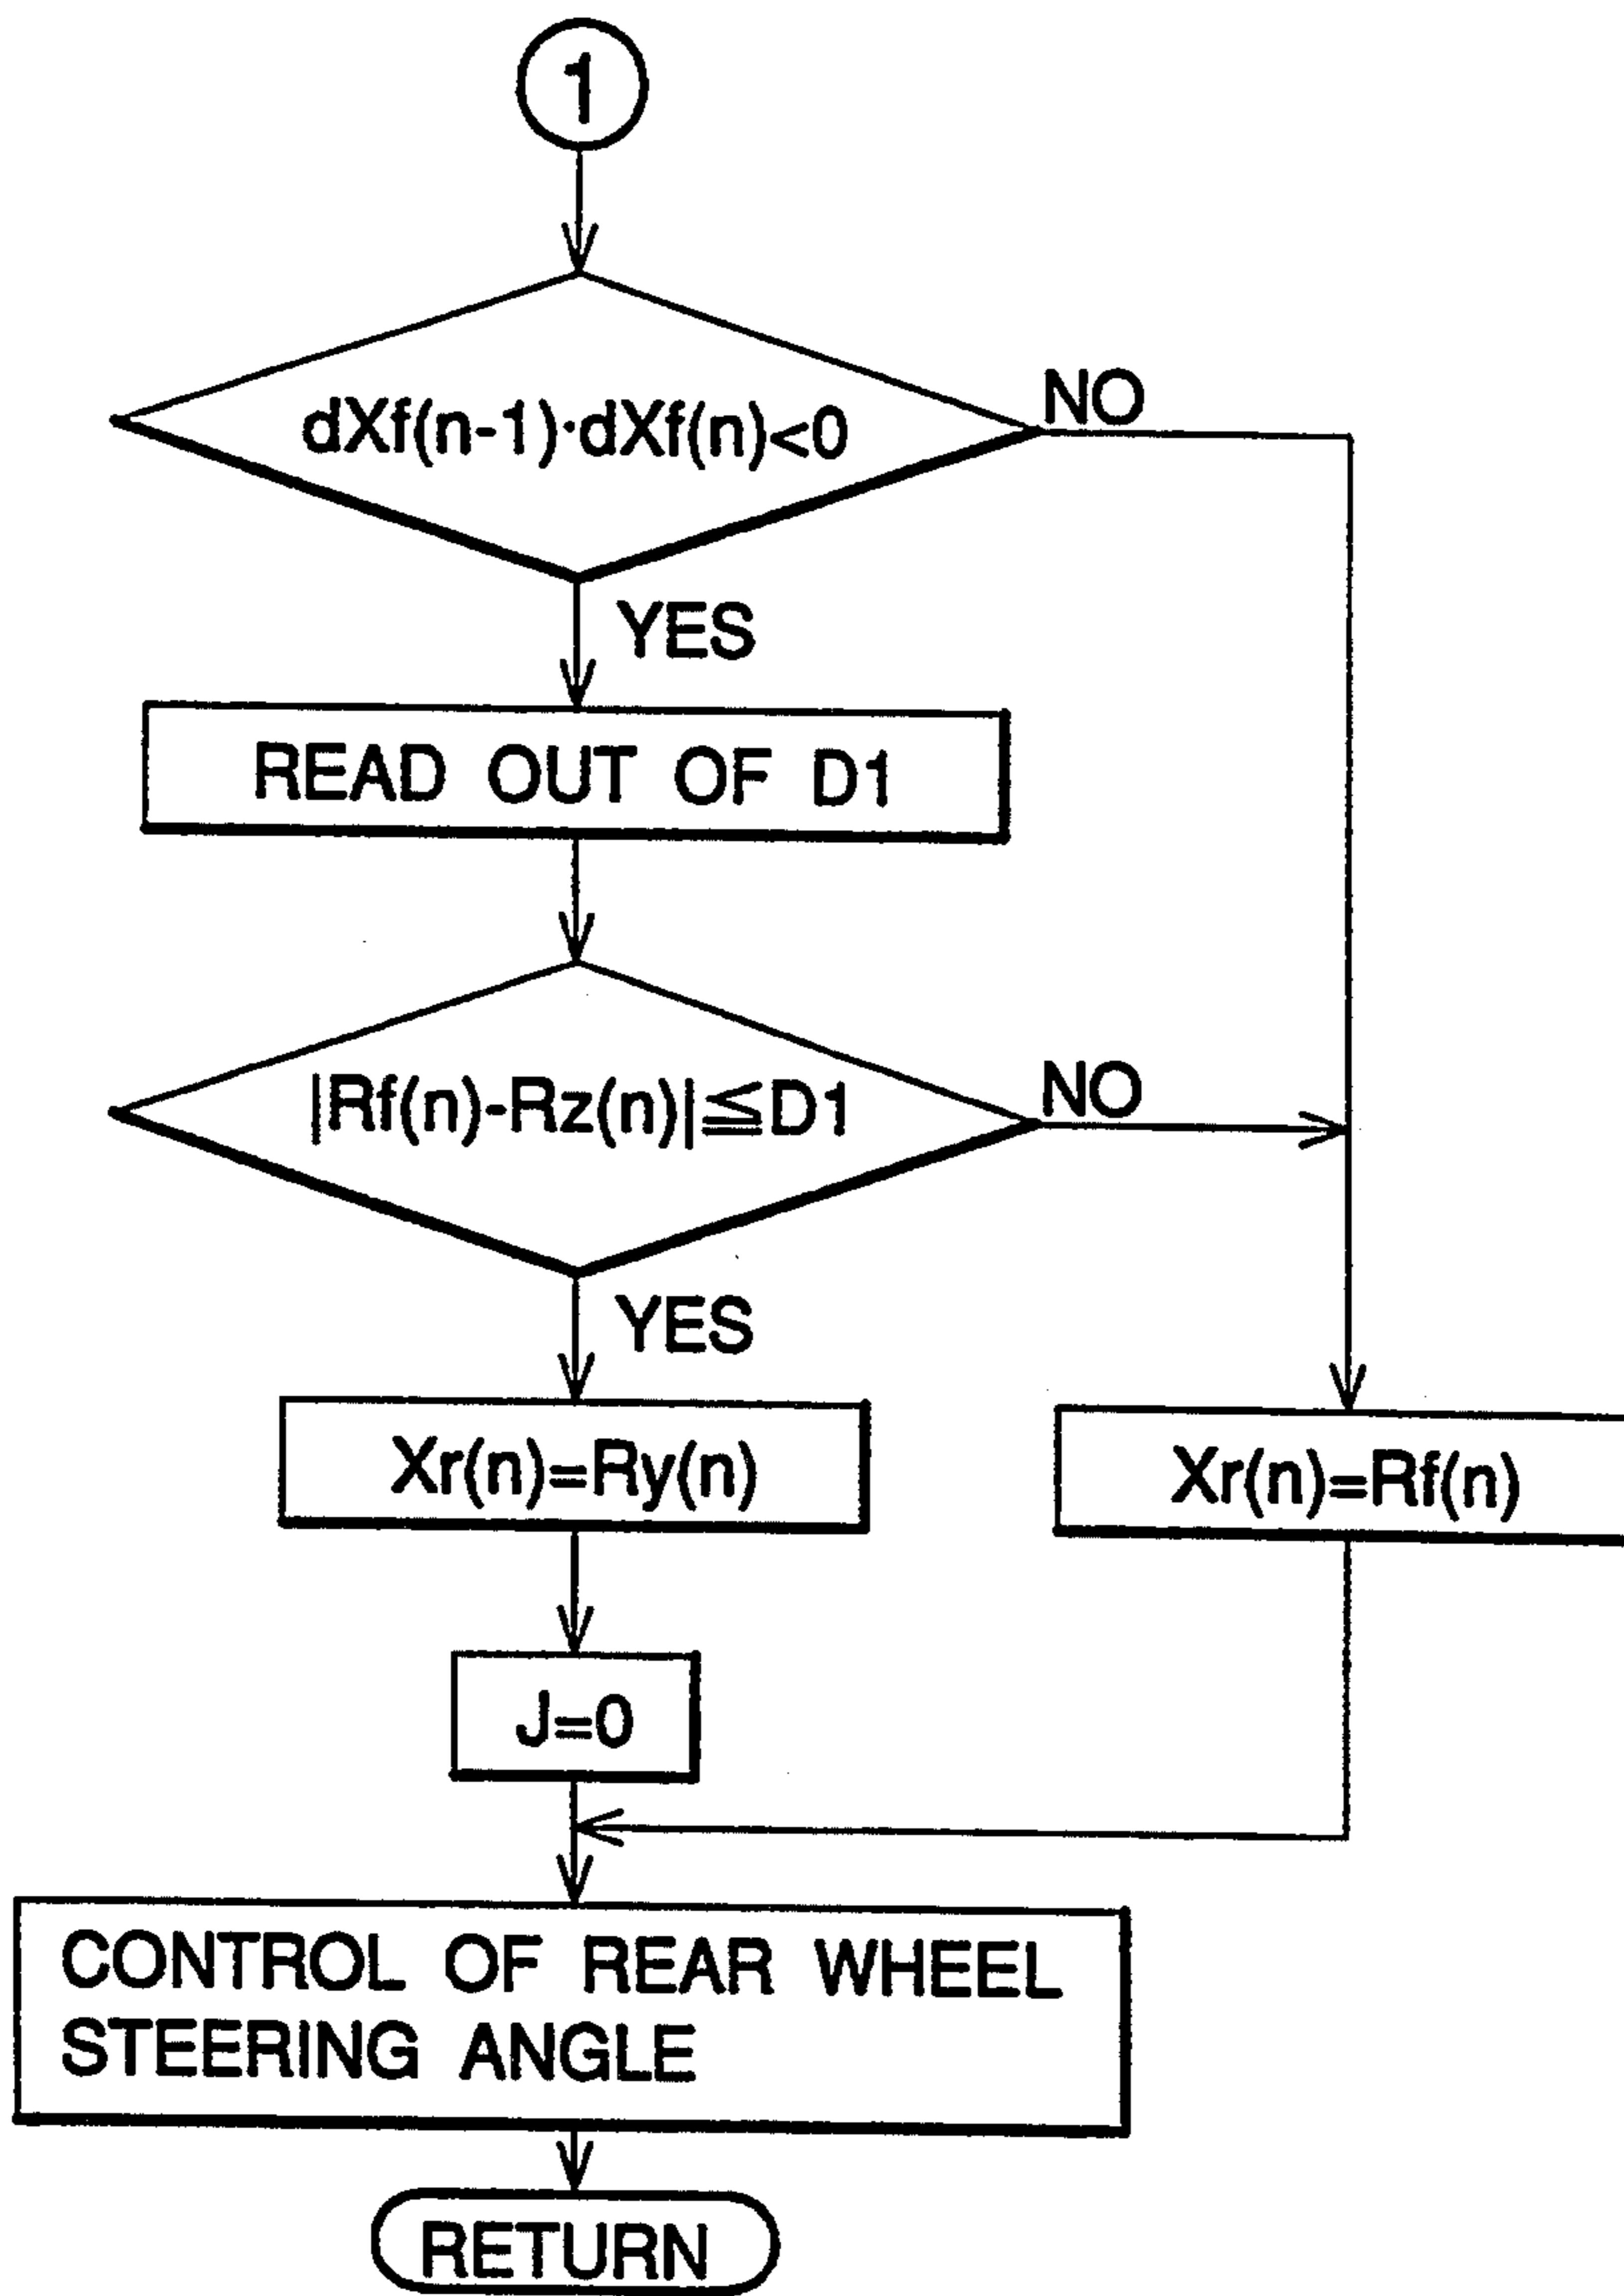 1
dXf(n-1)·dXf(n)<0
NO
YES
READ OUT OF D1
|Rf(n)-Rz(n)|≦D1
NO
YES
Xr(n)=Ry(n)
Xr(n)=Rf(n)
J=0
CONTROL OF REAR WHEEL
STEERING ANGLE
RETURN